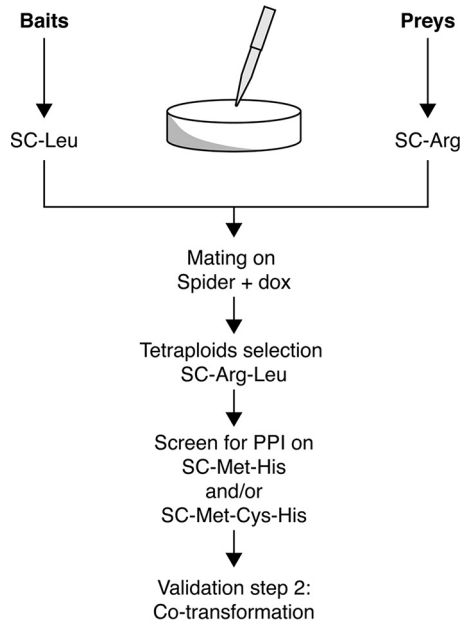 Baits
Preys
SC-Leu
SC-Arg
Mating on
Spider + dox
Tetraploids selection
SC-Arg-Leu
Screen for PPI on
SC-Met-His
and/or
SC-Met-Cys-His
Validation step 2:
Co-transformation